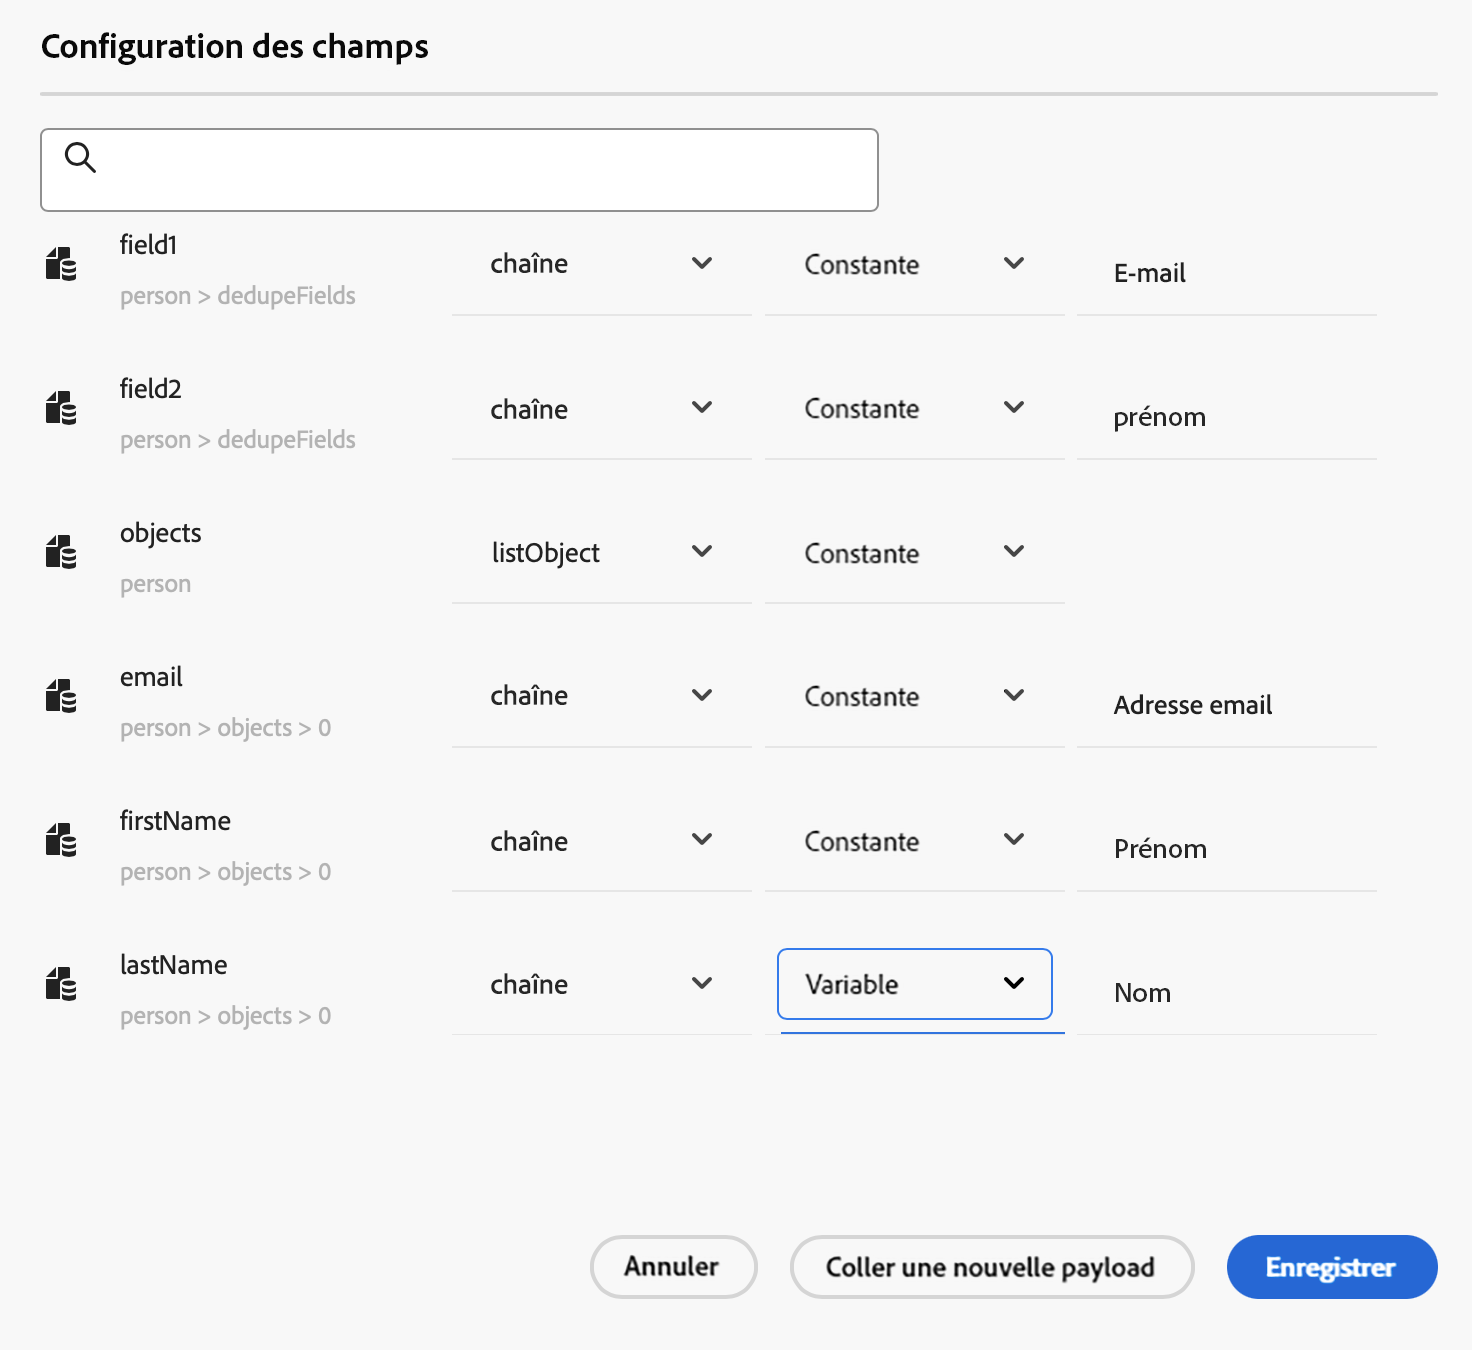 Configuration des champs
field1
chaîne
Constante
E-mail
person > dedupeFields
field2
chaîne
Constante
prénom
person > dedupeFields
objects
listObject
Constante
person
email
chaîne
Constante
Adresse email
person > objects > 0
firstName
chaîne
Constante
Prénom
person > objects > 0
lastName
chaîne
Variable
Nom
person > objects > 0
Annuler
Coller une nouvelle payload
Enregistrer